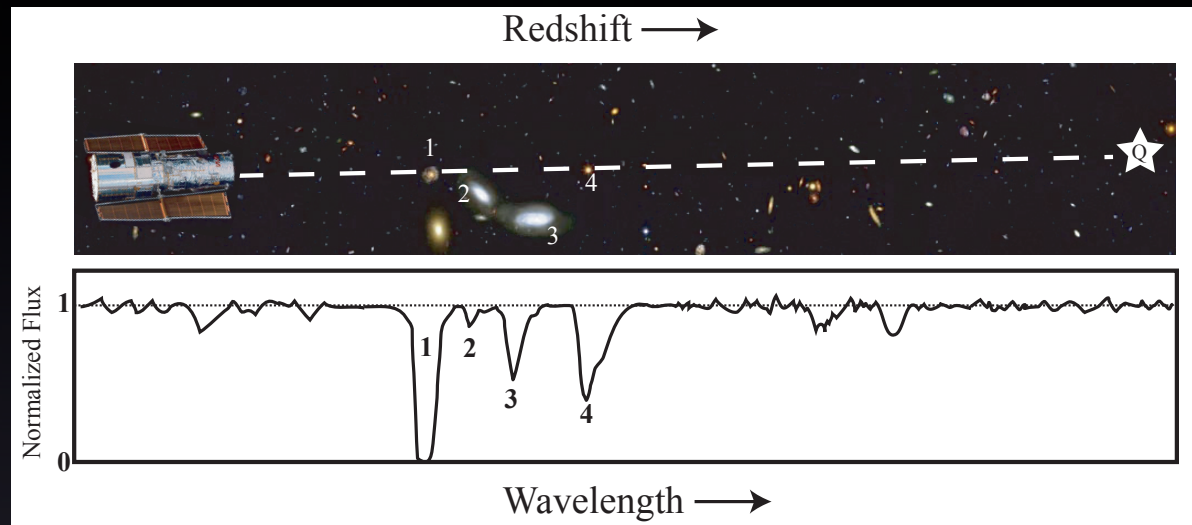 Redshift →
1
2
3
4
Q
Normalized Flux
1
0
1
2
3
4
Wavelength →